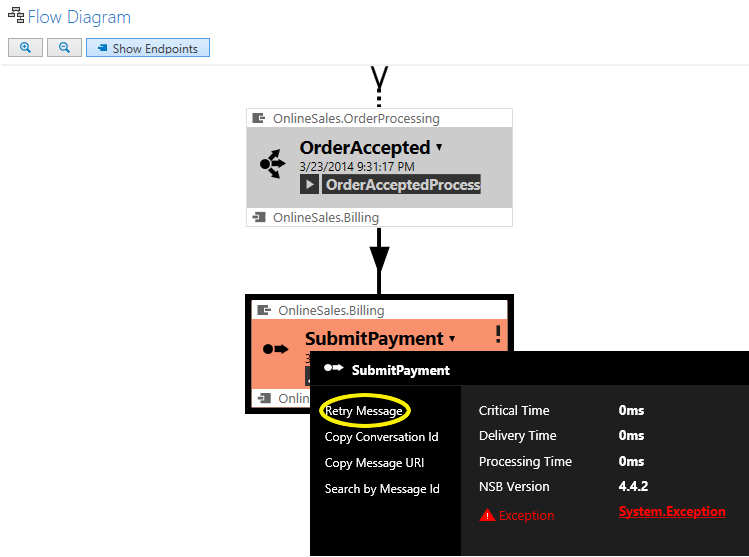 Flow Diagram
Show Endpoints
OnlineSales.OrderProcessing
OrderAccepted
3/23/2014 9:31:17 PM
OrderAcceptedProcess
OnlineSales.Billing
OnlineSales.Billing
SubmitPayment !
SubmitPayment
Retry Message
Critical Time 0ms
Copy Conversation Id
Delivery Time 0ms
Copy Message URI
Processing Time 0ms
Search by Message Id
NSB Version 4.4.2
Exception System.Exception